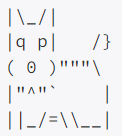 |\_/|
|q p|   /}
( 0 )"""\
|"^"`    |
||_/=\\__|